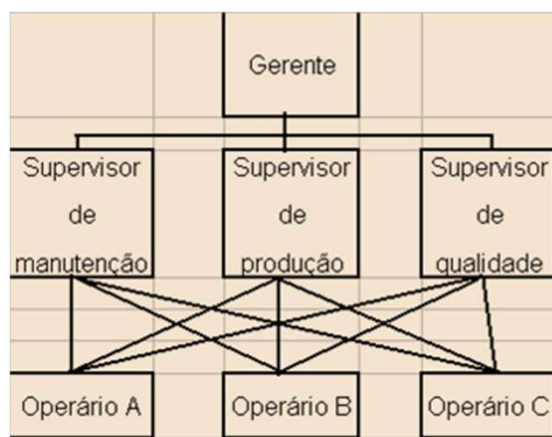 Gerente
Supervisor
de
manutenção
Supervisor
de
produção
Supervisor
de
qualidade
Operário A
Operário B
Operário C